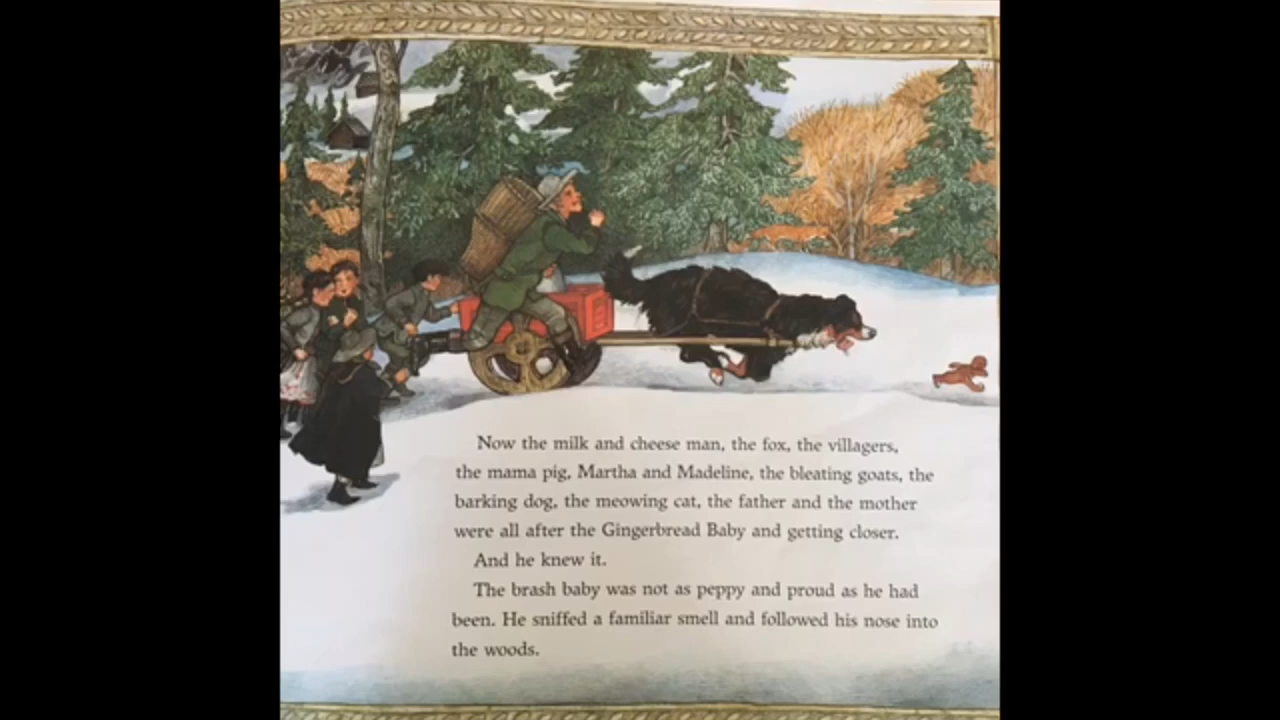 Now the milk and cheese man, the fox, the villagers,
the mama pig, Martha and Madeline, the bleating goats, the
barking dog, the meowing cat, the father and the mother
were all after the Gingerbread Baby and getting closer.
And he knew it.
The brash baby was not as peppy and proud as he had
been. He sniffed a familiar smell and followed his nose into
the woods.